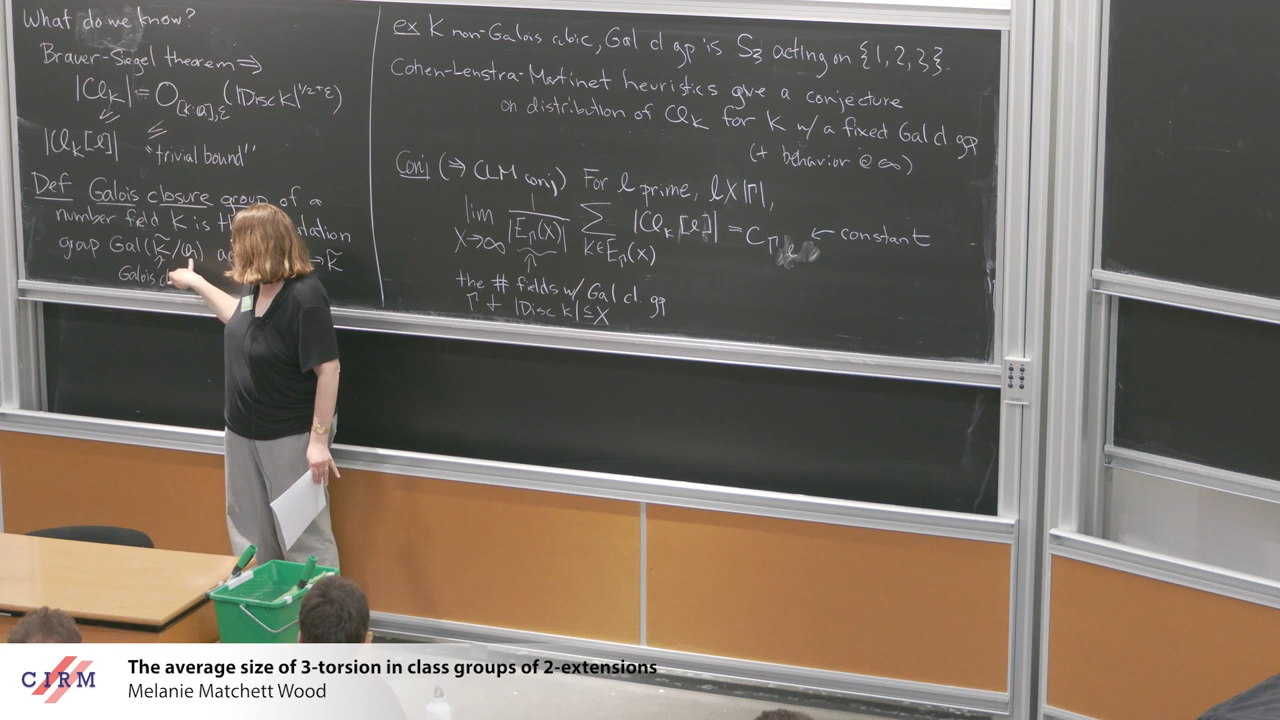 What do we know?
Brauer-Siegel theorem ⇒
|Cl_K| = O_{[K:Q],ε}(|Disc K|^{1/2+ε})
|Cl_K[ℓ]| "trivial bound"
Def Galois closure group of a
number field K is
group Gal(K̃/Q) → K̃
Galois
ex K non-Galois cubic, Gal cl gp is S_3 acting on {1,2,3}.
Cohen-Lenstra-Martinet heuristics give a conjecture
on distribution of Cl_K for K w/ a fixed Gal cl gp
(+ behavior @ ∞)
Conj (→ CLM conj) For ℓ prime, ℓ∤|Γ|,
lim_{X→∞} 1/|E_Γ(X)| Σ_{K∈E_Γ(X)} |Cl_K[ℓ]| = C_Γ ← constant
the # fields w/ Gal cl. gp
Γ + |Disc K| ≤ X
CIRM
The average size of 3-torsion in class groups of 2-extensions
Melanie Matchett Wood